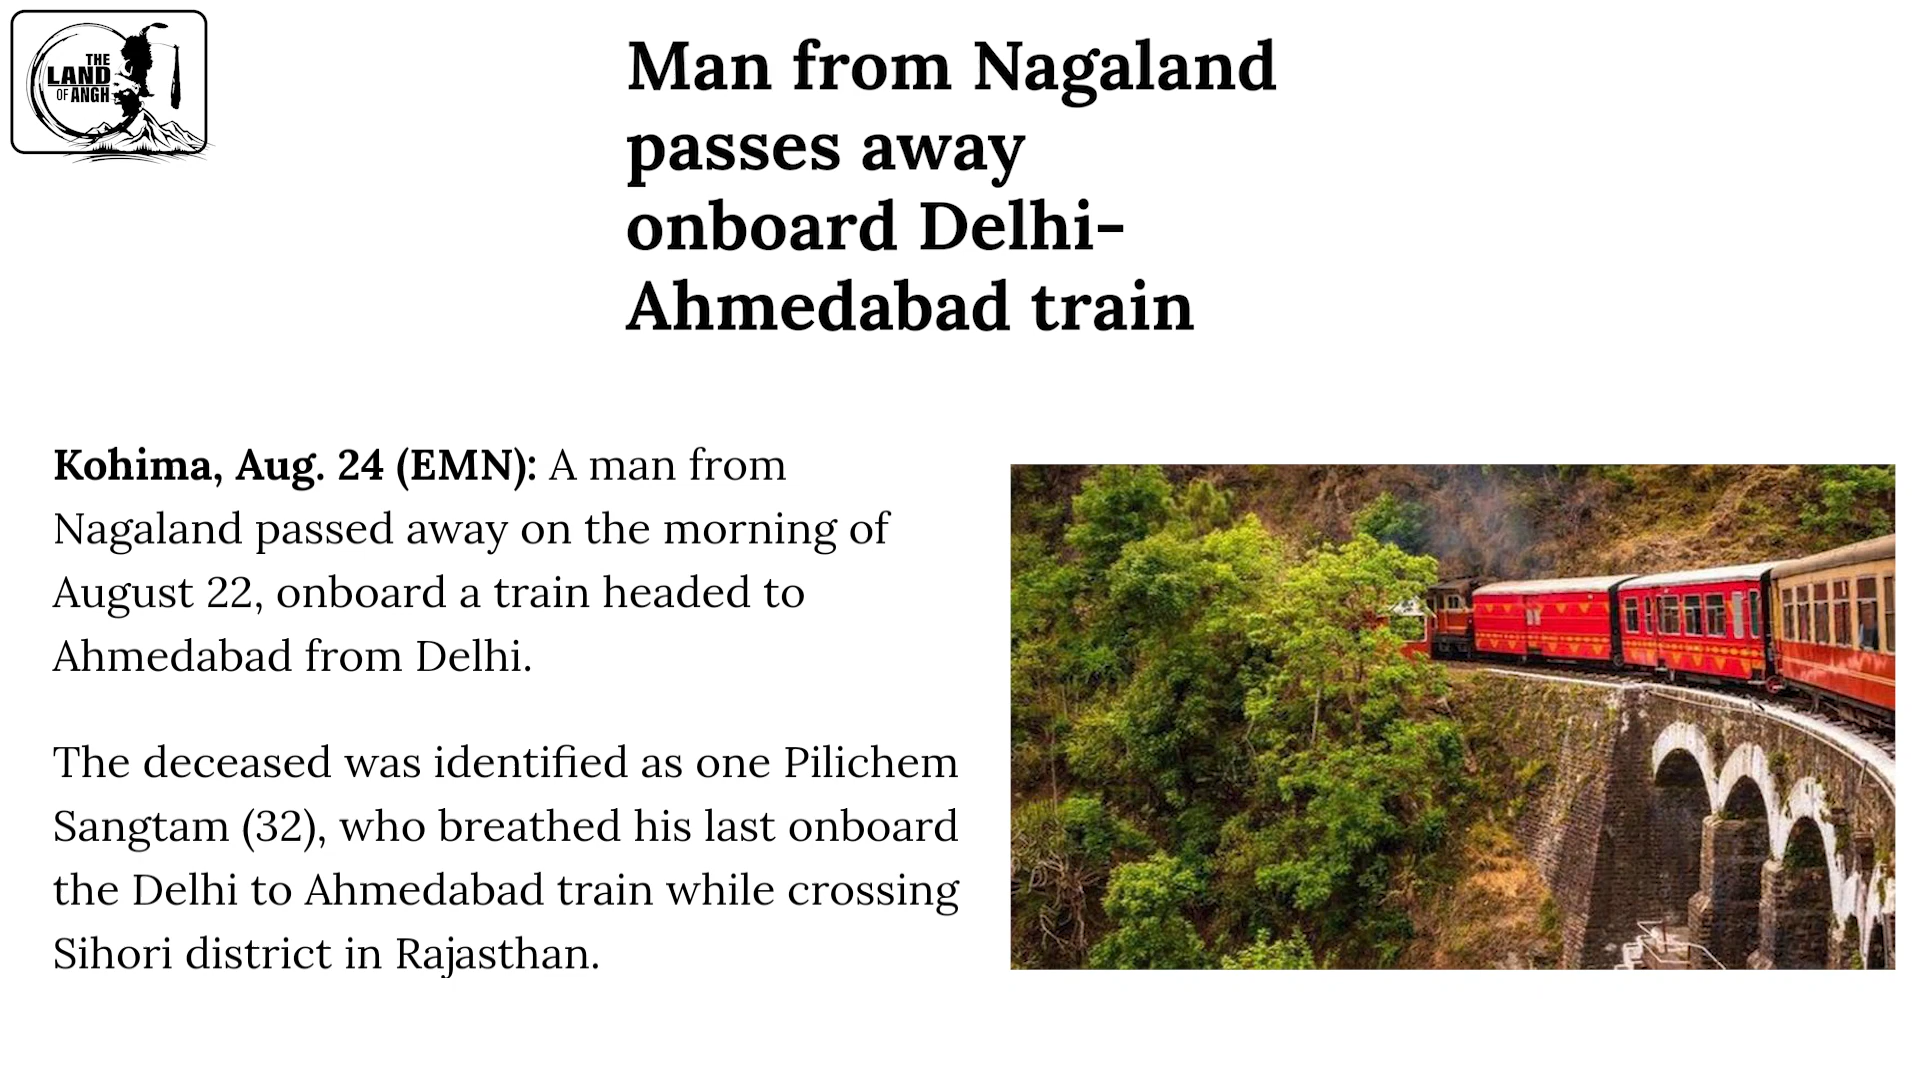 THE
LAND
OF ANGH
Man from Nagaland
passes away
onboard Delhi-
Ahmedabad train
Kohima, Aug. 24 (EMN): A man from
Nagaland passed away on the morning of
August 22, onboard a train headed to
Ahmedabad from Delhi.
The deceased was identified as one Pilichem
Sangtam (32), who breathed his last onboard
the Delhi to Ahmedabad train while crossing
Sihori district in Rajasthan.